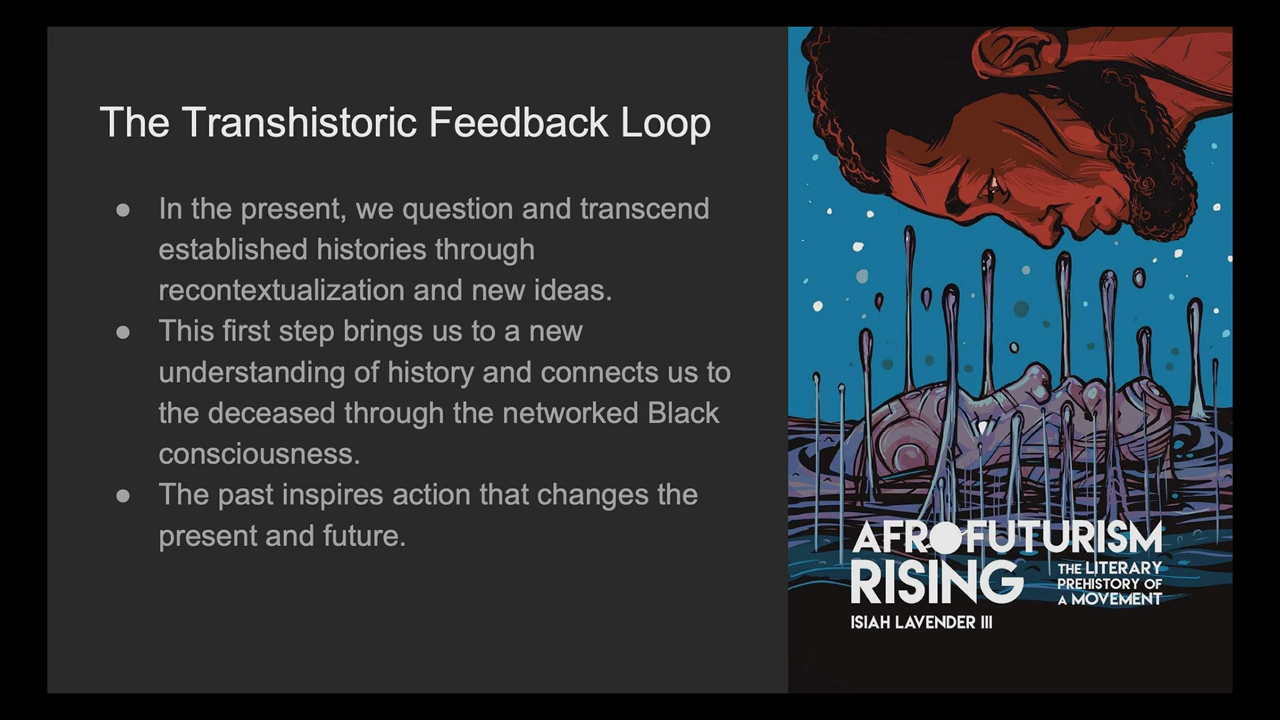 The Transhistoric Feedback Loop
● In the present, we question and transcend
established histories through
recontextualization and new ideas.
● This first step brings us to a new
understanding of history and connects us to
the deceased through the networked Black
consciousness.
● The past inspires action that changes the
present and future.
AFROFUTURISM
RISING
THE LITERARY
PREHISTORY OF
A MOVEMENT
ISIAH LAVENDER III